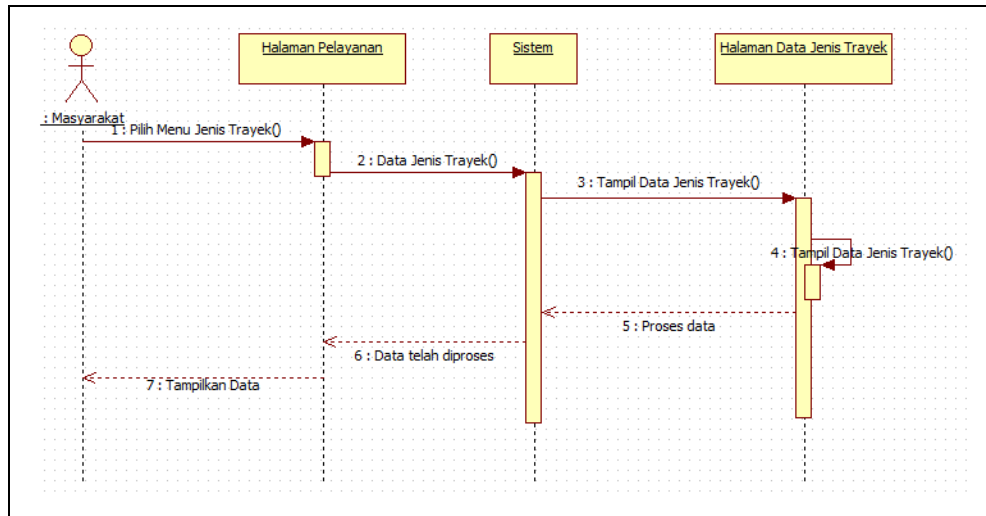 Halaman Pelayanan
Sistem
Halaman Data Jenis Trayek
: Masyarakat
1 : Pilih Menu Jenis Trayek()
2 : Data Jenis Trayek()
3 : Tampil Data Jenis Trayek()
4 : Tampil Data Jenis Trayek()
5 : Proses data
6 : Data telah diproses
7 : Tampilkan Data